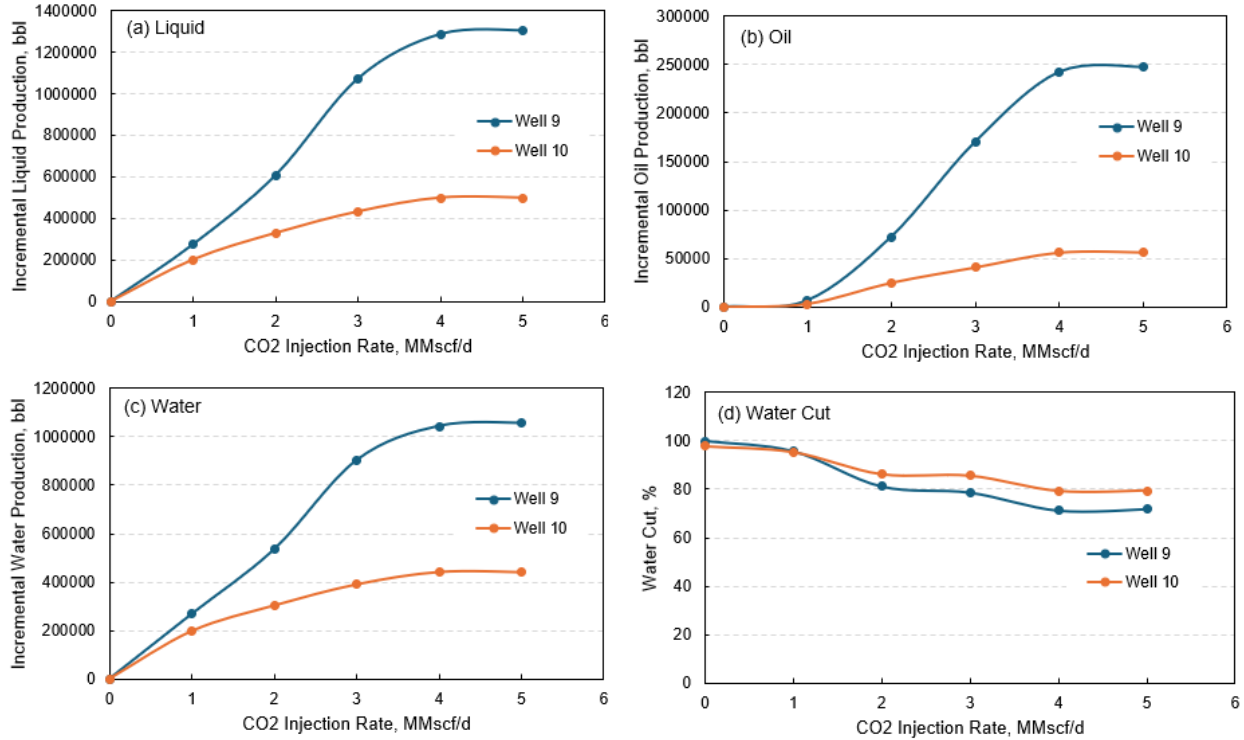 (a) Liquid
Incremental Liquid Production, bbl
1400000
1200000
1000000
800000
600000
400000
200000
0
Well 9
Well 10
0 1 2 3 4 5 6
CO2 Injection Rate, MMscf/d
(b) Oil
Incremental Oil Production, bbl
300000
250000
200000
150000
100000
50000
0
Well 9
Well 10
0 1 2 3 4 5 6
CO2 Injection Rate, MMscf/d
(c) Water
Incremental Water Production, bbl
1200000
1000000
800000
600000
400000
200000
0
Well 9
Well 10
0 1 2 3 4 5 6
CO2 Injection Rate, MMscf/d
(d) Water Cut
Water Cut, %
120
100
80
60
40
20
0
Well 9
Well 10
0 1 2 3 4 5 6
CO2 Injection Rate, MMscf/d